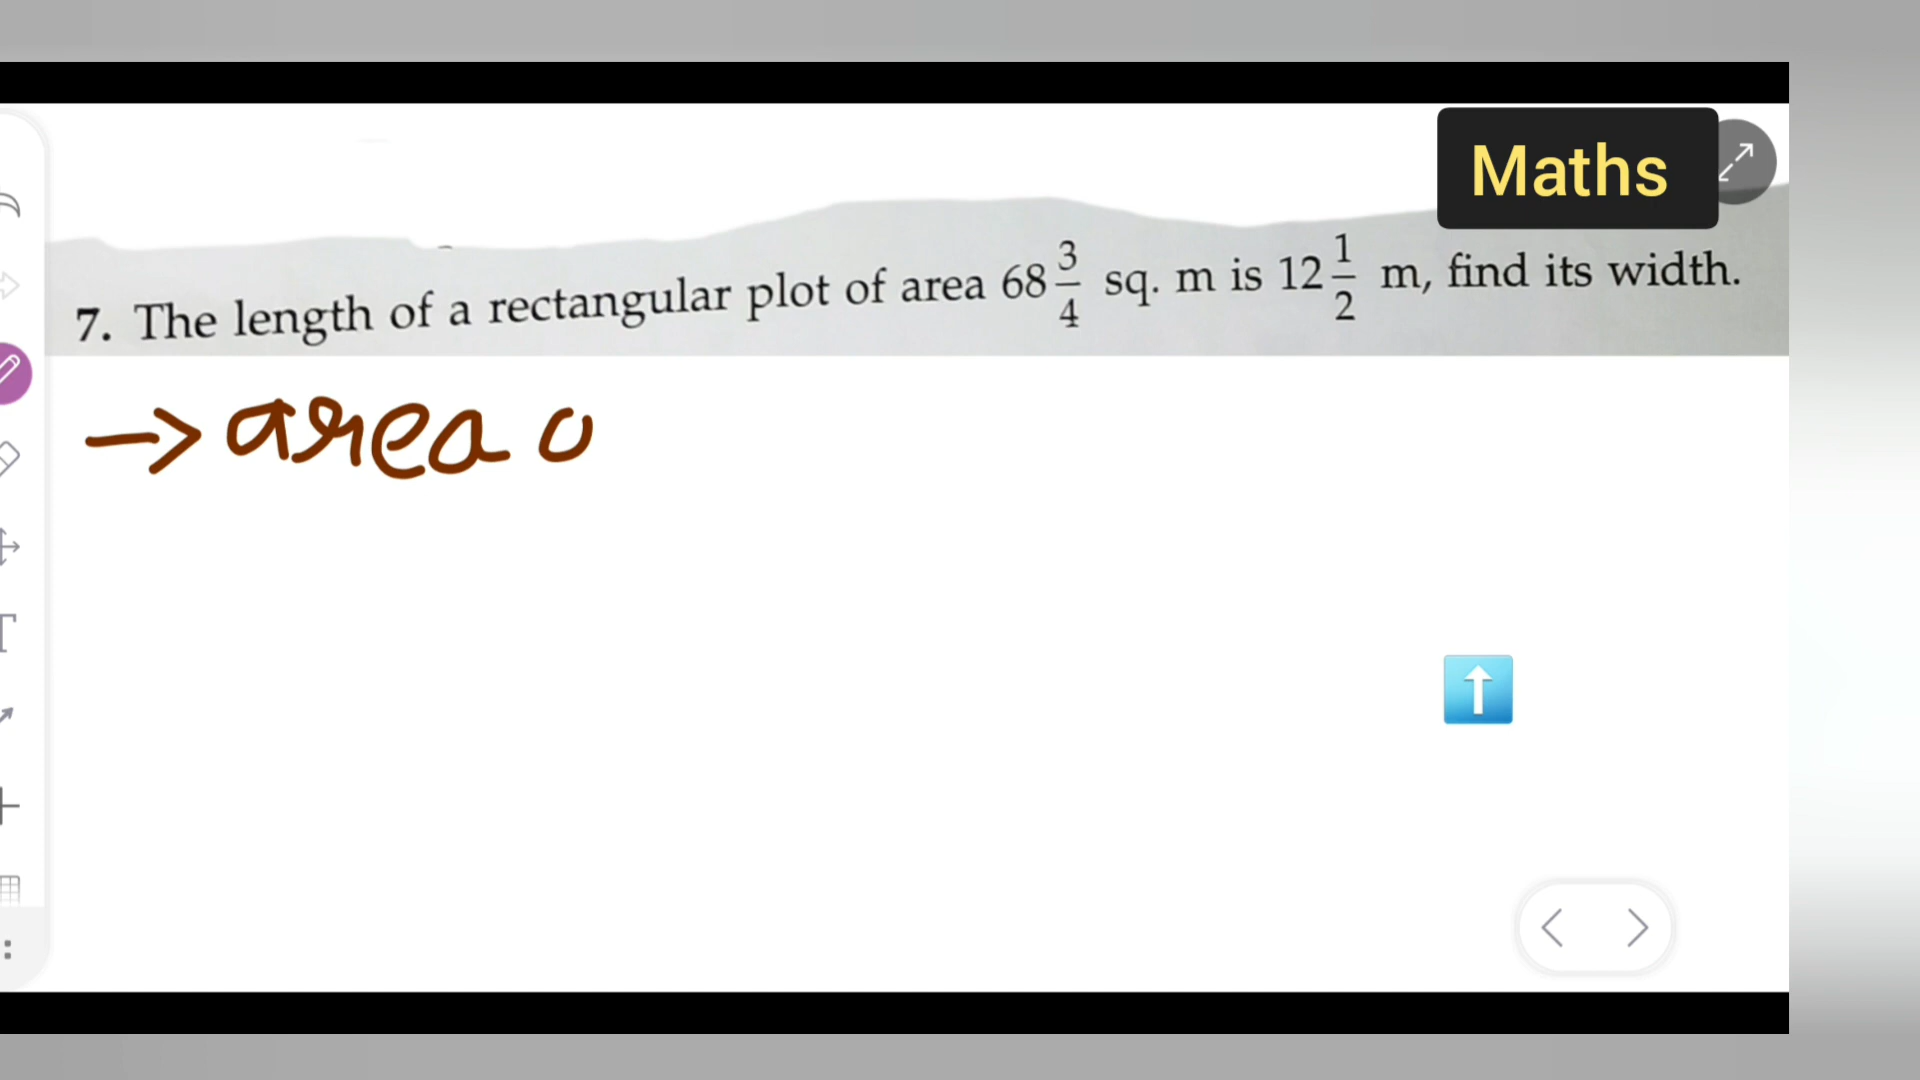 Maths
7. The length of a rectangular plot of area 68 3/4 sq. m is 12 1/2 m, find its width.
→ area o